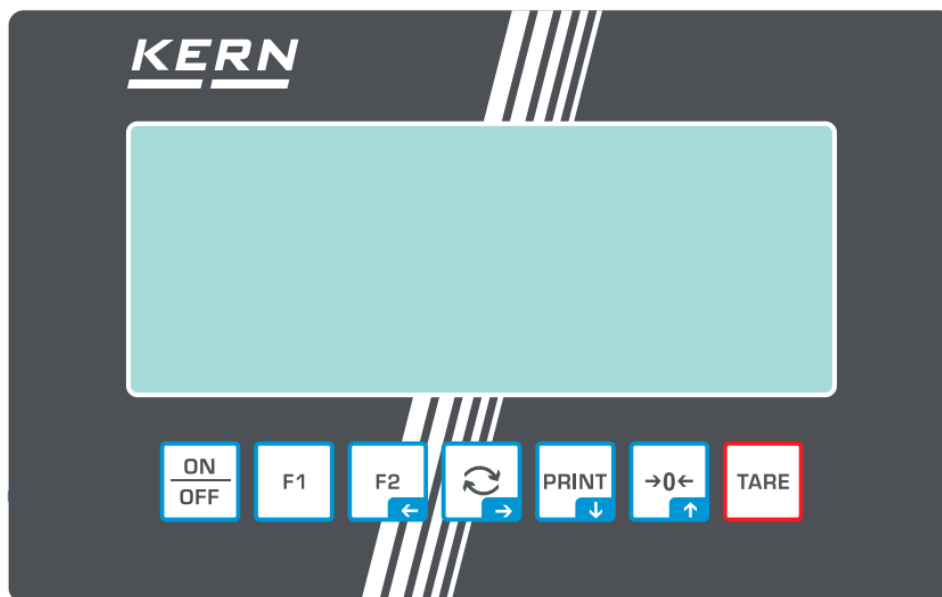 KERN
ON
OFF
F1
F2
←
→
PRINT
↓
→0←
↑
TARE